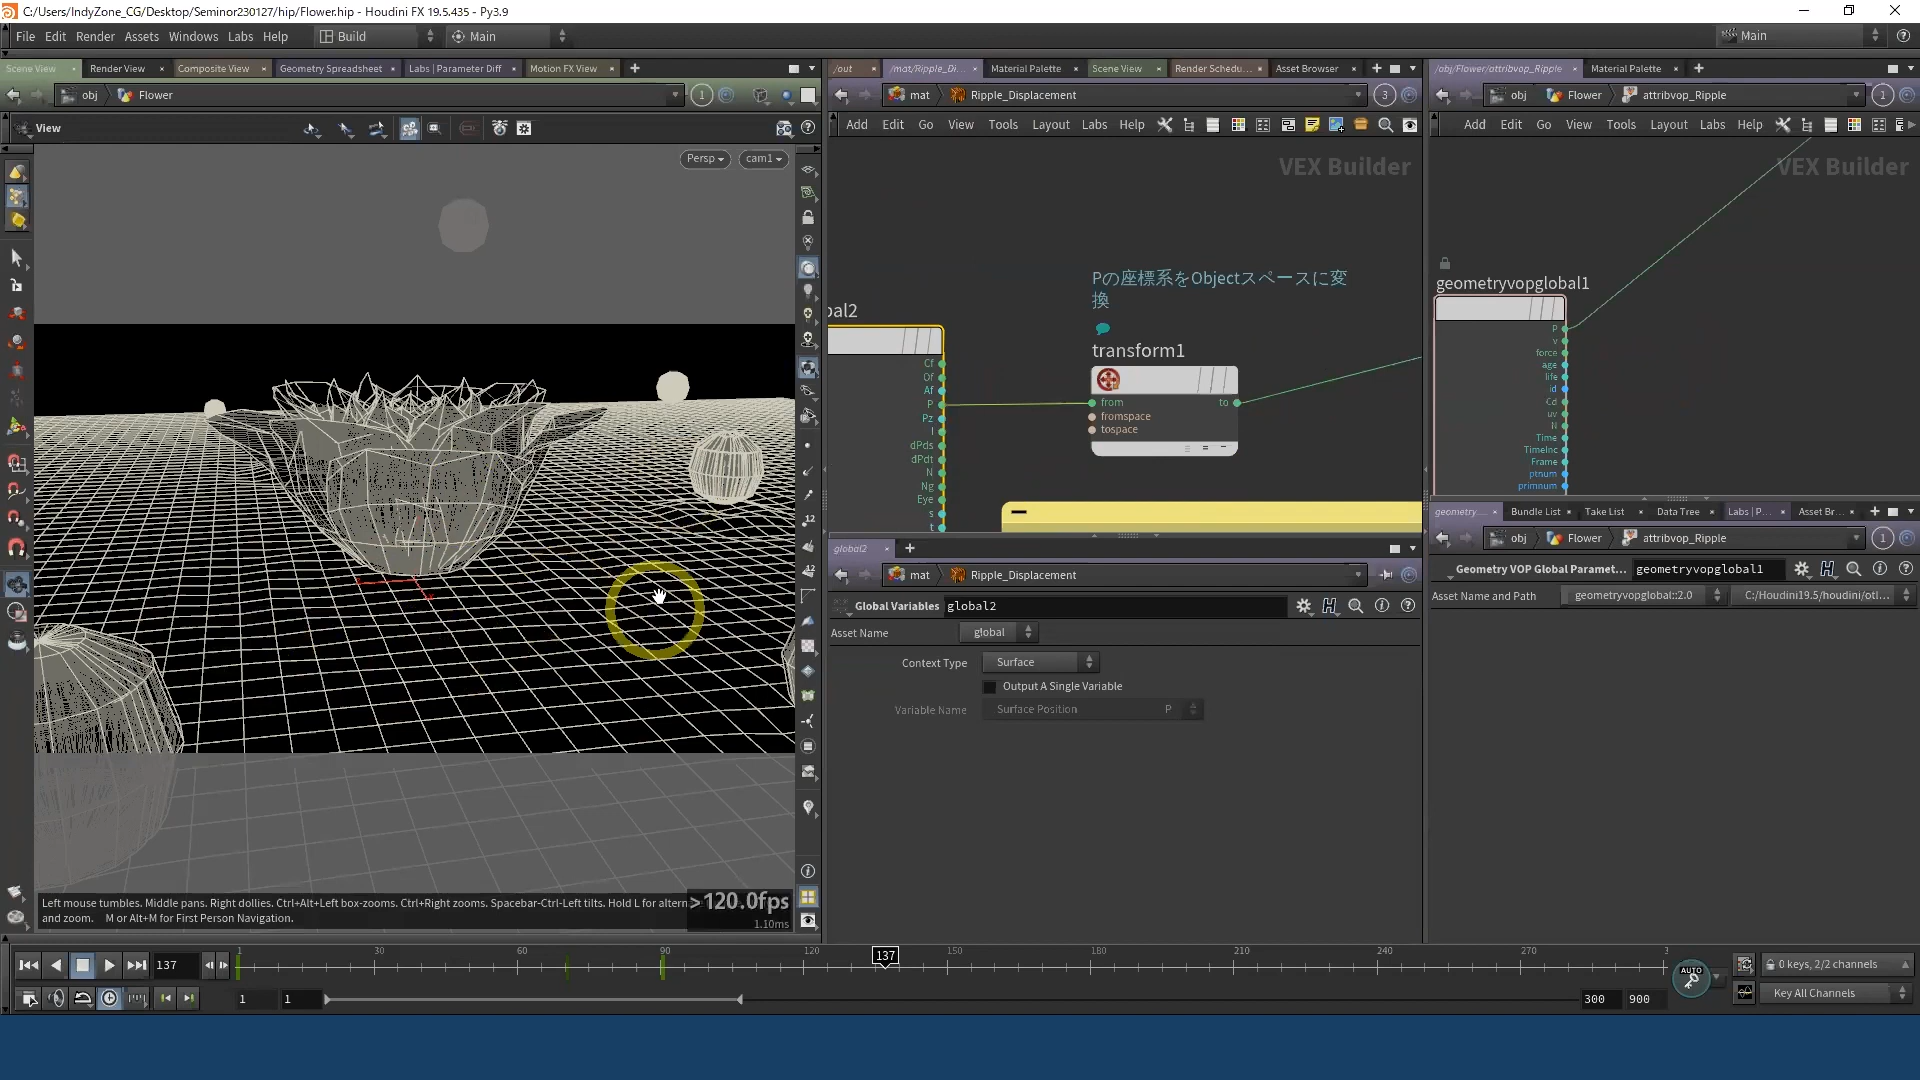 C:/Users/IndyZone_CG/Desktop/Seminor230127/hip/Flower.hip - Houdini FX 19.5.435 - Py3.9
File Edit Render Assets Windows Labs Help Build Main Main
Scene View Render View Composite View Geometry Spreadsheet Labs | Parameter Diff Motion FX View
obj Flower 1
View
Persp cam1
Left mouse tumbles. Middle pans. Right dollies. Ctrl+Alt+Left box-zooms. Ctrl+Right zooms. Spacebar-Ctrl-Left tilts. Hold L for altern
and zoom. M or Alt+M for First Person Navigation.
>120.0fps
1.10ms
/out /mat/Ripple_Di... Material Palette Scene View Render Schedu... Asset Browser
mat Ripple_Displacement 3
Add Edit Go View Tools Layout Labs Help
VEX Builder
Pの座標系をObjectスペースに変
換
bal2
transform1
Cf
Of
Af
P
Pz
I
dPds
dPdt
N
Ng
Eye
s
t
from to
fromspace
tospace
global2
mat Ripple_Displacement
Global Variables global2
Asset Name global
Context Type Surface
Output A Single Variable
Variable Name Surface Position P
/obj/Flower/attribvop_Ripple Material Palette
obj Flower attribvop_Ripple 1
Add Edit Go View Tools Layout Labs Help
VEX Builder
geometryvopglobal1
P
v
force
age
life
id
Cd
uv
N
Time
TimeInc
Frame
ptnum
primnum
geometry.... Bundle List Take List Data Tree Labs | P... Asset Br...
obj Flower attribvop_Ripple 1
Geometry VOP Global Paramet... geometryvopglobal1
Asset Name and Path geometryvopglobal::2.0 C:/Houdini19.5/houdini/otl...
137
1 30 60 90 120 137 150 180 210 240 270 3
1 1 300 900
AUTO
0 keys, 2/2 channels
Key All Channels